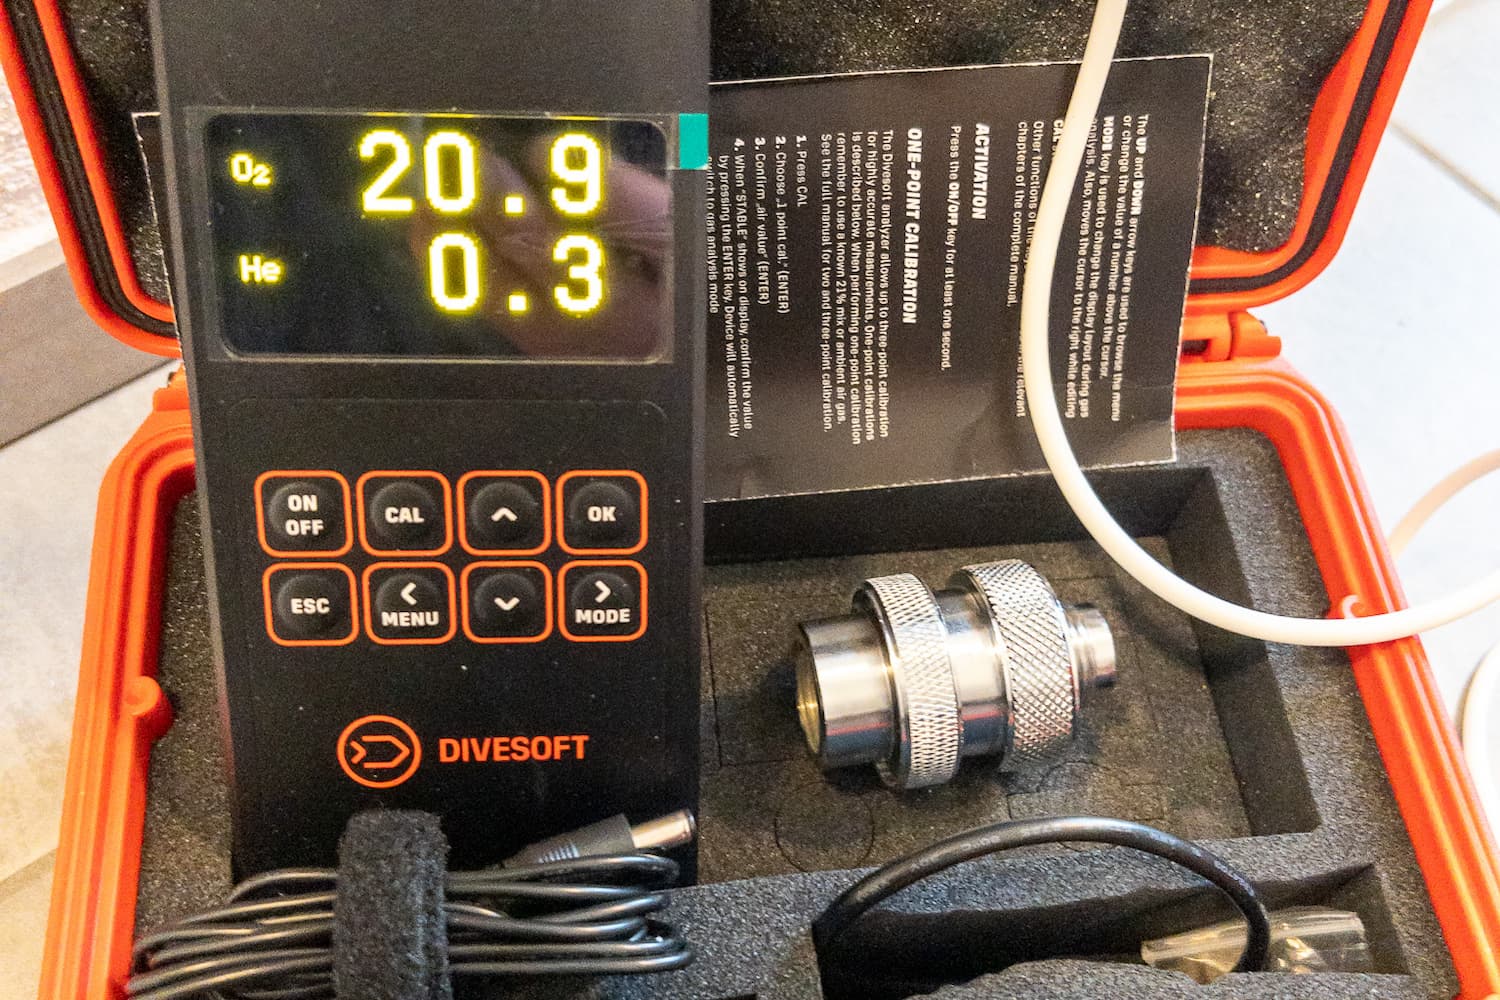 O2 20.9
He 0.3
ON
OFF
CAL
OK
ESC
MENU
MODE
DIVESOFT
The UP and DOWN arrow keys are used to browse the menu
or change the value of a number above the cursor.
MODE key is used to change the display layout during gas
analysis. Also, moves the cursor to the right while editing
CAL
Other functions of the
chapters of the complete manual.
relevant
ACTIVATION
Press the ON/OFF key for at least one second.
ONE-POINT CALIBRATION
The Divesoft analyzer allows up to three-point calibration
for highly accurate measurements. One-point calibrations
is described below. When performing one-point calibration
remember to use a known 21% mix or ambient air gas.
See the full manual for two and three-point calibration.
1. Press CAL
2. Choose „1 point cal." (ENTER)
3. Confirm „air value" (ENTER)
4. When "STABLE" shows on display, confirm the value
by pressing the ENTER key. Device will automatically
switch to gas analysis mode